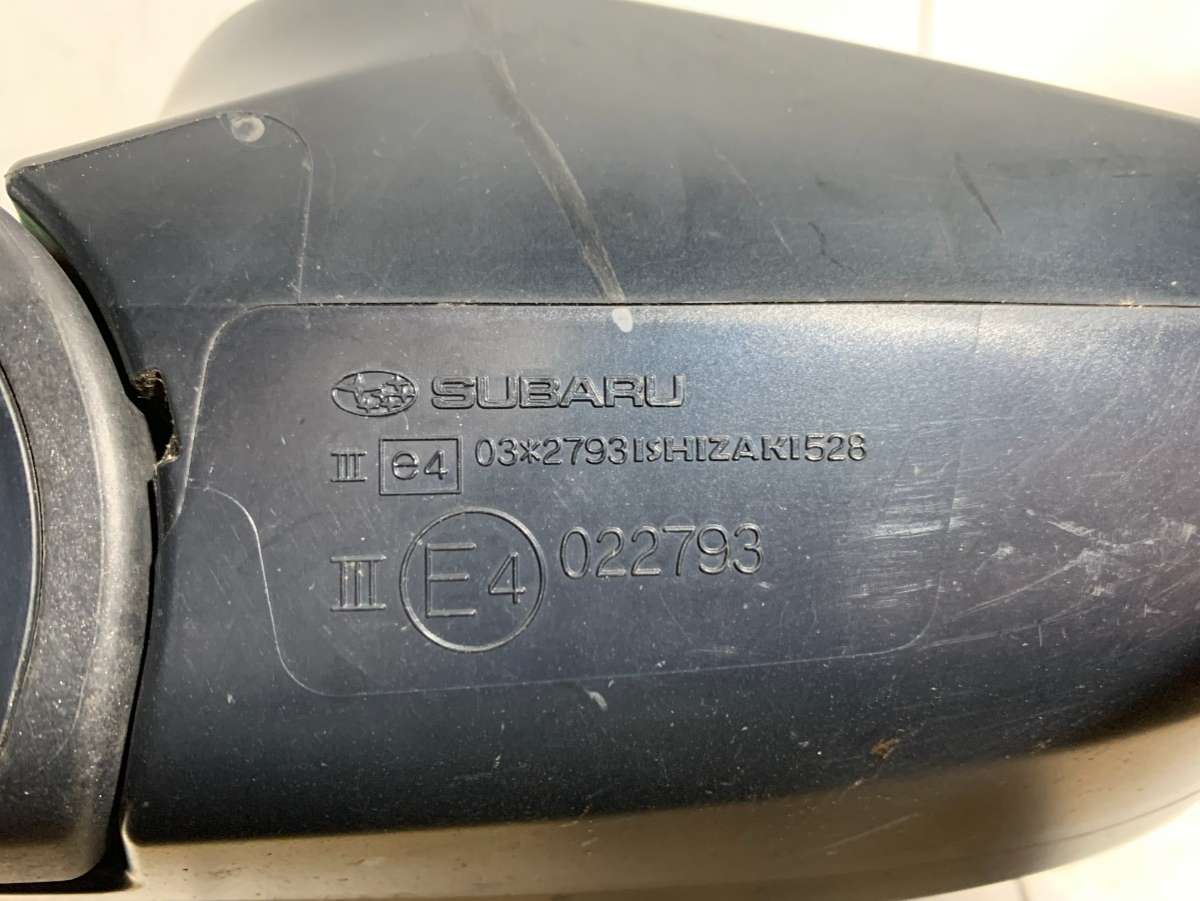 SUBARU
III e4 03*2793 ISHIZAKI 528
III E4 022793